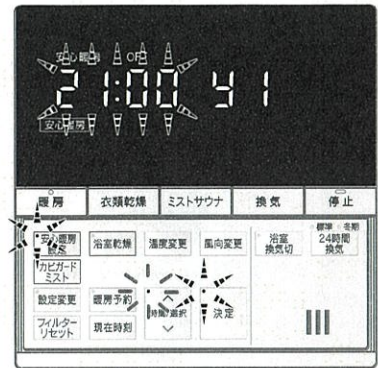 安心暖房 OFF
21:00 y1
安心暖房
暖房 衣類乾燥 ミストサウナ 換気 停止
標準 冬期
安心暖房設定 浴室乾燥 温度変更 風向変更 浴室換気切 24時間換気
カビガードミスト
設定変更 暖房予約 時間/選択 決定
フィルターリセット 現在時刻